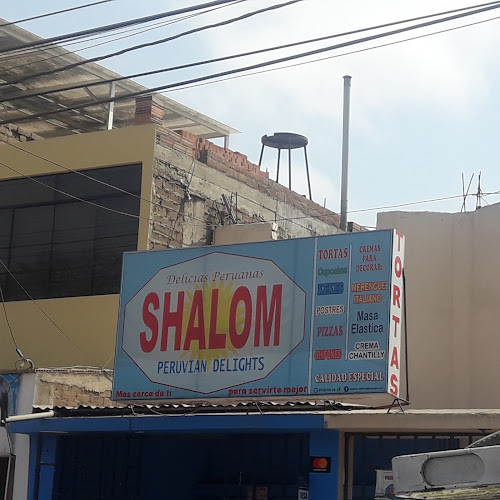 Delicias Peruanas
SHALOM
PERUVIAN DELIGHTS
Mas cerca de ti
para servirte mejor
TORTAS
Cupcakes
POSTRES
PIZZAS
CREMAS
PARA
DECORAR:
MERENGUE
ITALIANO
Masa
Elastica
CREMA
CHANTILLY
CALIDAD ESPECIAL
TORTAS